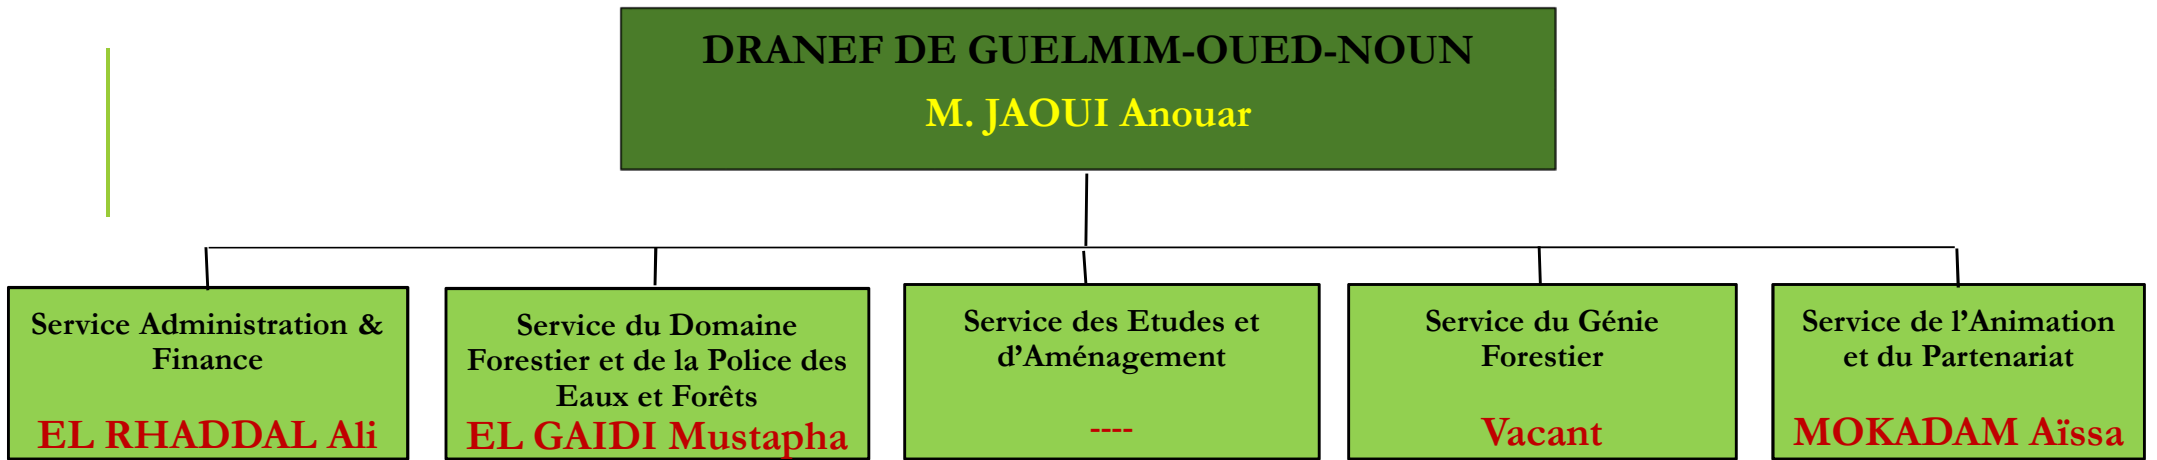 DRANEF DE GUELMIM-OUED-NOUN
M. JAOUI Anouar
Service Administration &
Finance
EL RHADDAL Ali
Service du Domaine
Forestier et de la Police des
Eaux et Forêts
EL GAIDI Mustapha
Service des Etudes et
d’Aménagement
----
Service du Génie
Forestier
Vacant
Service de l’Animation
et du Partenariat
MOKADAM Aïssa